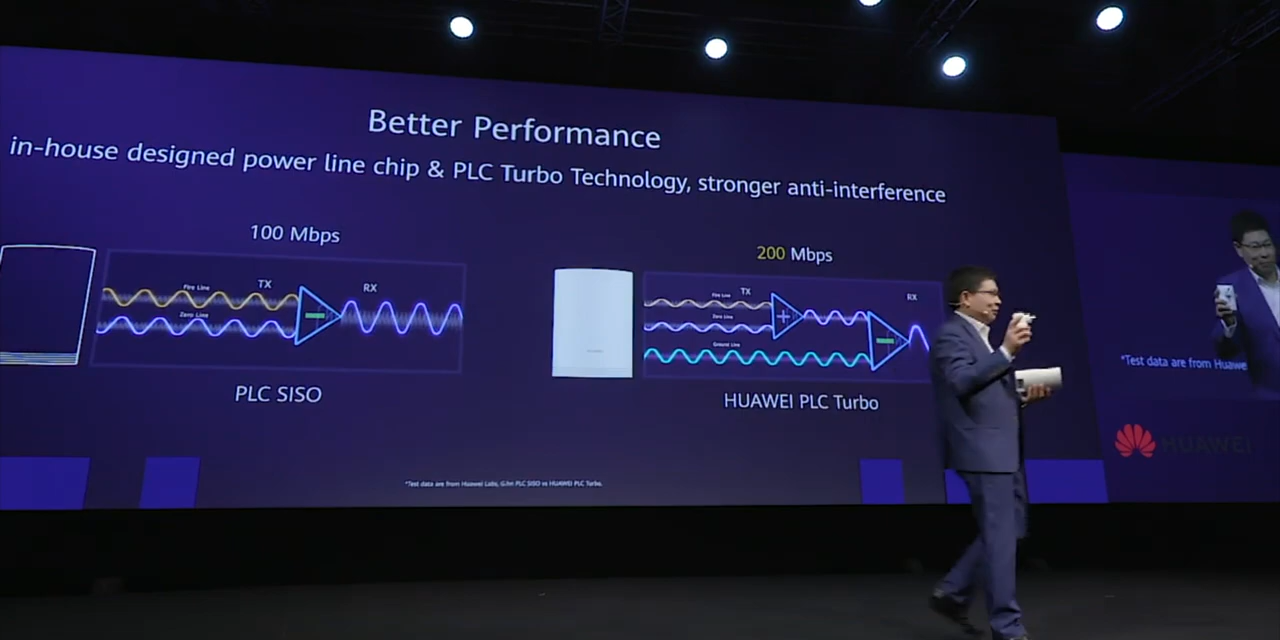 Better Performance
in-house designed power line chip & PLC Turbo Technology, stronger anti-interference
100 Mbps
Fire Line
TX
RX
Zero Line
PLC SISO
200 Mbps
Fire Line
TX
RX
Zero Line
Ground Line
HUAWEI PLC Turbo
*Test data are from Huawei Labs, G.hn PLC SISO vs HUAWEI PLC Turbo.
*Test data are from Huawe
HUAWEI